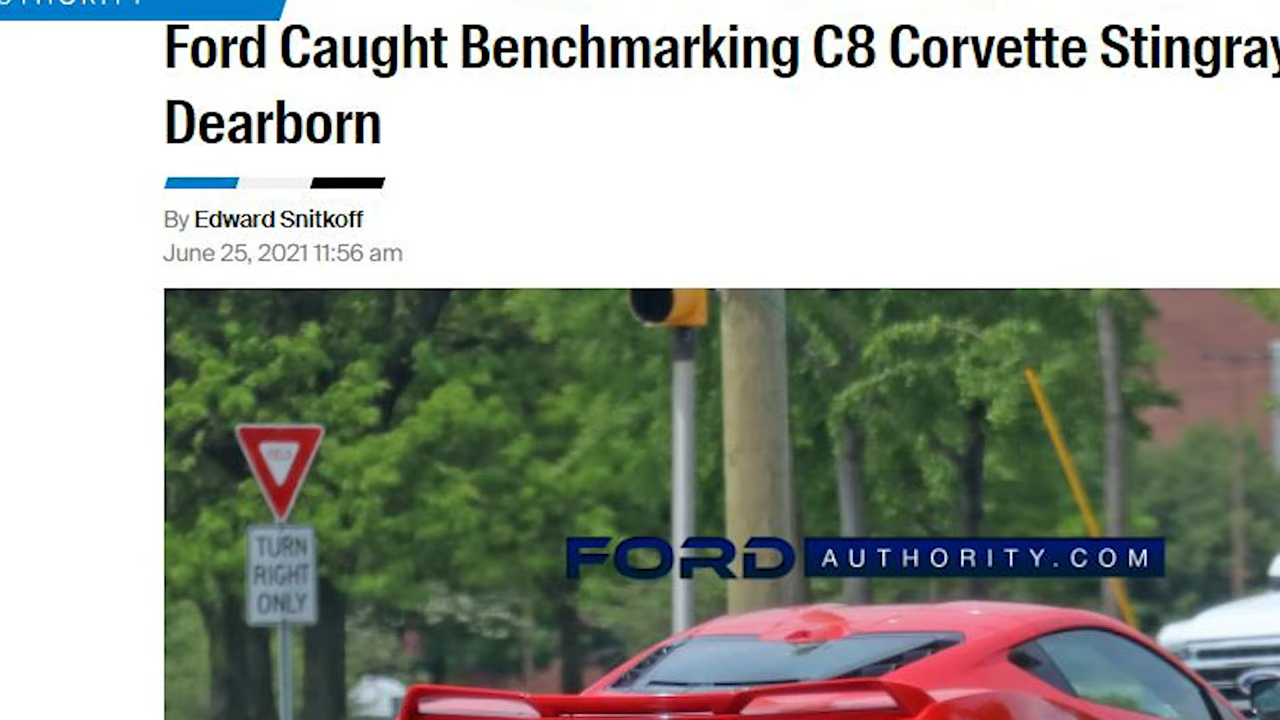 Ford Caught Benchmarking C8 Corvette Stingray
Dearborn
By Edward Snitkoff
June 25, 2021 11:56 am
YIELD
TURN
RIGHT
ONLY
FORD AUTHORITY.COM